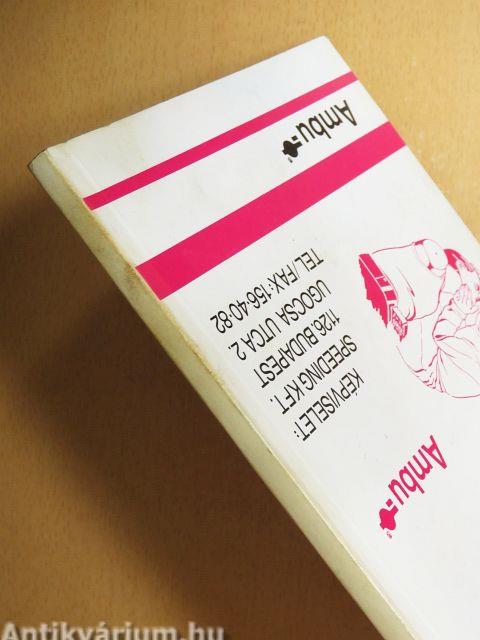 Ambu
KÉPVISELET:
SPEEDING KFT.
1126 BUDAPEST
UGOCSA UTCA 2.
TEL./FAX: 156-40-82
Ambu
Antikvárium.hu